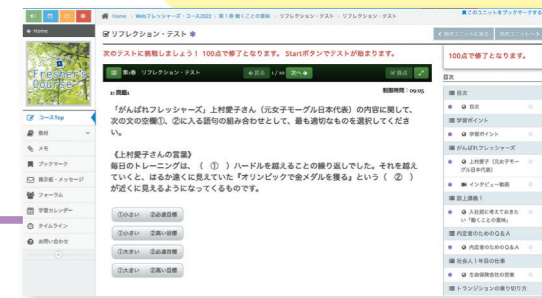 Home › Webフレッシャーズ・コース2022 › 第1巻 働くことの意味 › リフレクション・テスト › リフレクション・テスト
このユニットをブックマークする
Home
リフレクション・テスト
前のユニットに戻る
次のユニットへ
次のテストに挑戦しましょう！ 100点で修了となります。Startボタンでテストが始まります。
100点で修了となります。
第1巻 リフレクション・テスト
戻る 1 / 10 次へ
制限時間：09:05
1: 問題1
「がんばれフレッシャーズ」上村愛子さん（元女子モーグル日本代表）の内容に関して、
次の文の空欄①、②に入る語句の組み合わせとして、最も適切なものを選択してくださ
い。
《上村愛子さんの言葉》
毎日のトレーニングは、（ ① ）ハードルを越えることの繰り返しでした。それを越え
ていくと、はるか遠くに見えていた『オリンピックで金メダルを獲る』という（ ② ）
が近くに見えるようになってくるものです。
①小さい ②必達目標
①小さい ②高い目標
①大きい ②必達目標
①大きい ②高い目標
Fresher's
Course
コースTop
教材
メモ
ブックマーク
掲示板・メッセージ
フォーラム
学習カレンダー
タイムライン
お問い合わせ
目次
目次
目次
学習ポイント
学習ポイント
がんばれフレッシャーズ
上村愛子（元女子モー
グル日本代表）
インタビュー動画
誌上講義1
入社前に考えておきた
い「働くことの意味」
内定者のためのQ＆A
内定者のためのQ＆A
社会人1年目の仕事
生命保険会社の営業
トランジションの乗り切り方